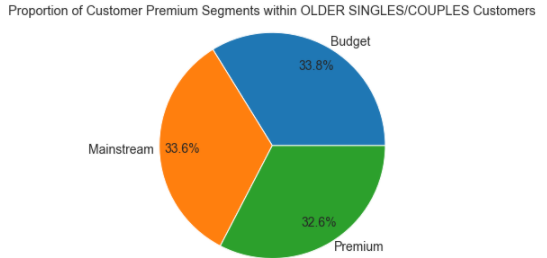 Proportion of Customer Premium Segments within OLDER SINGLES/COUPLES Customers
Budget
33.8%
Mainstream
33.6%
32.6%
Premium